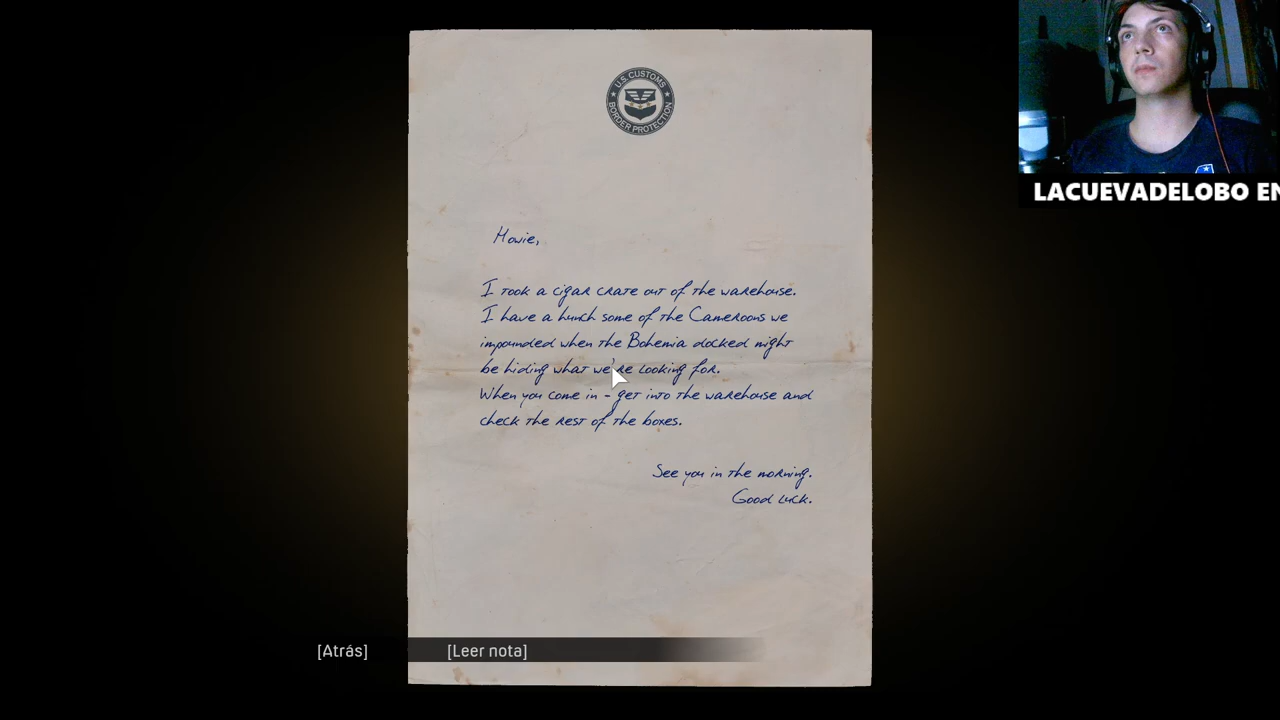 U.S. CUSTOMS
BORDER PROTECTION
LACUEVADELOBO EN
Howie,
I took a cigar crate out of the warehouse.
I have a hunch some of the Cameroons we
impounded when the Bohemia docked might
be hiding what we're looking for.
When you come in - get into the warehouse and
check the rest of the boxes.
See you in the morning.
Good luck.
[Atrás] [Leer nota]